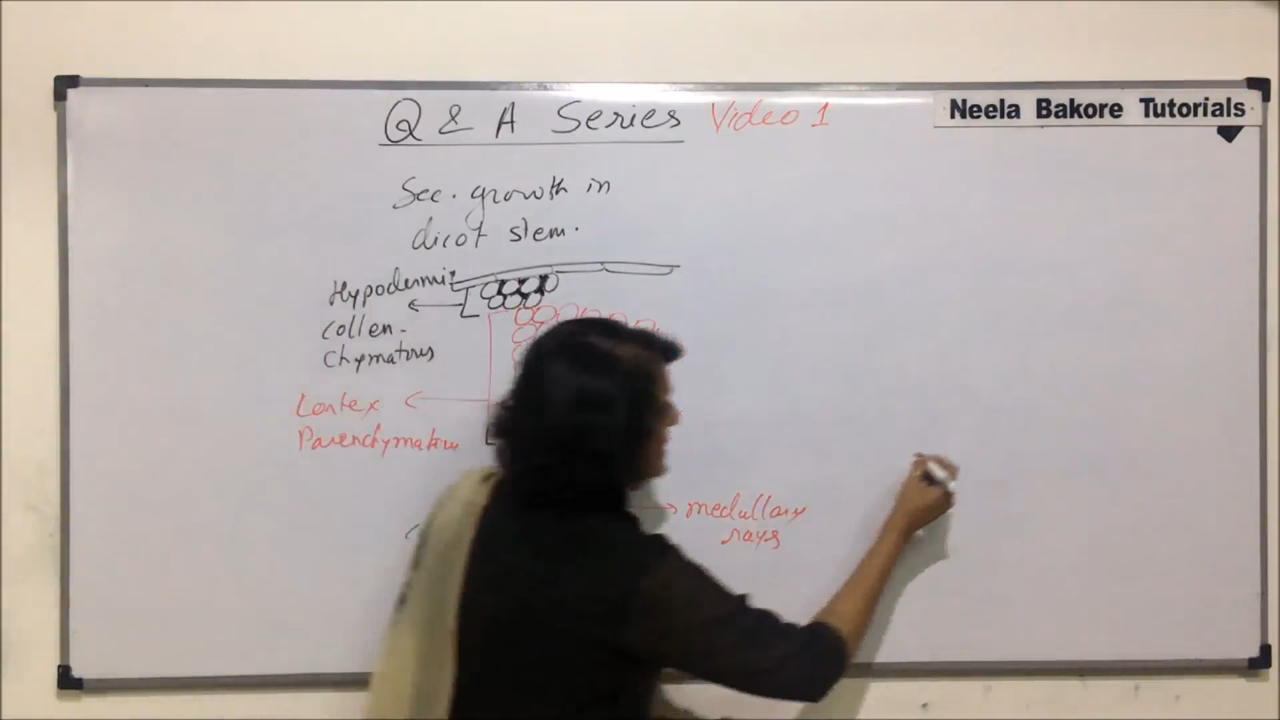 Q & A Series Video 1
Neela Bakore Tutorials
Sec. growth in
dicot stem.
Hypodermis
Collen-
Chymatous
Cortex
Parenchymatous
medullary
rays